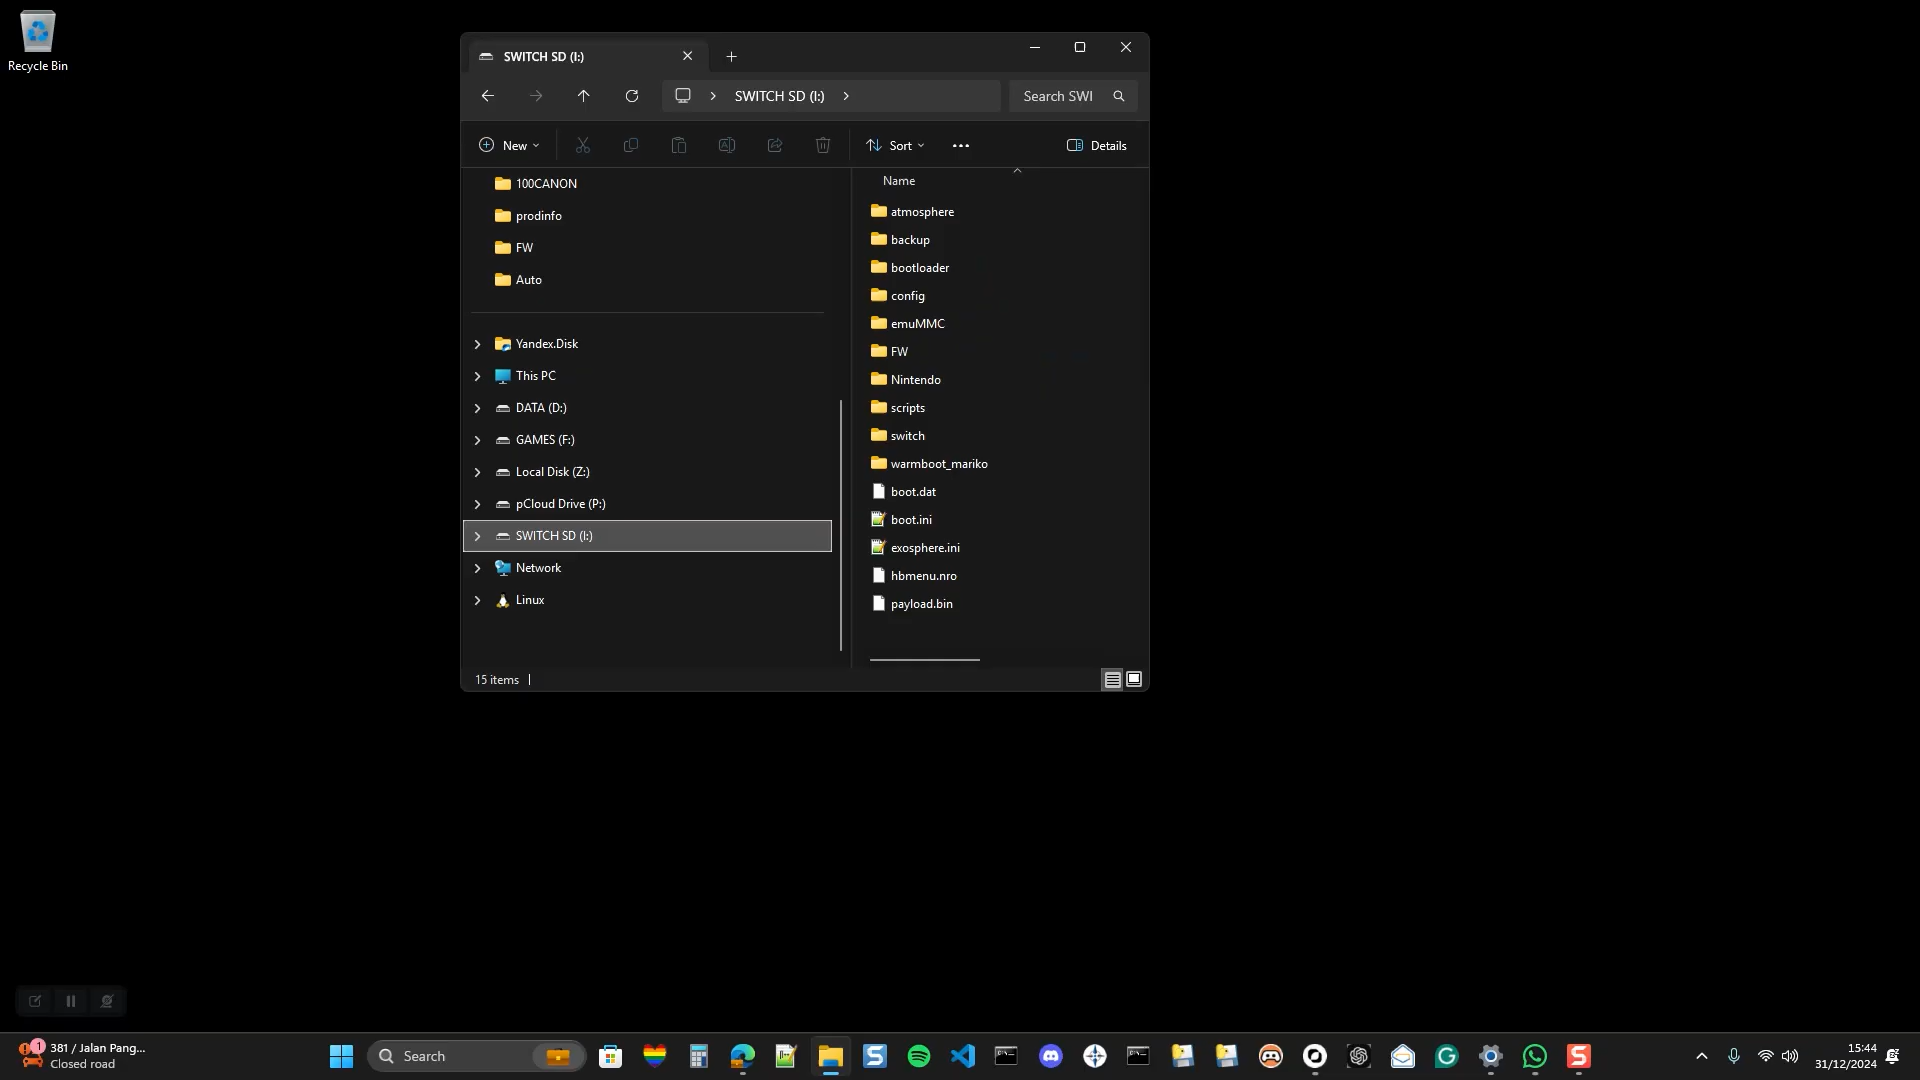 Recycle Bin
SWITCH SD (I:)
SWITCH SD (I:)
Search SWI
New
Sort
Details
100CANON
prodinfo
FW
Auto
Yandex.Disk
This PC
DATA (D:)
GAMES (F:)
Local Disk (Z:)
pCloud Drive (P:)
SWITCH SD (I:)
Network
Linux
Name
atmosphere
backup
bootloader
config
emuMMC
FW
Nintendo
scripts
switch
warmboot_mariko
boot.dat
boot.ini
exosphere.ini
hbmenu.nro
payload.bin
15 items
1
381 / Jalan Pang...
Closed road
Search
15:44
31/12/2024